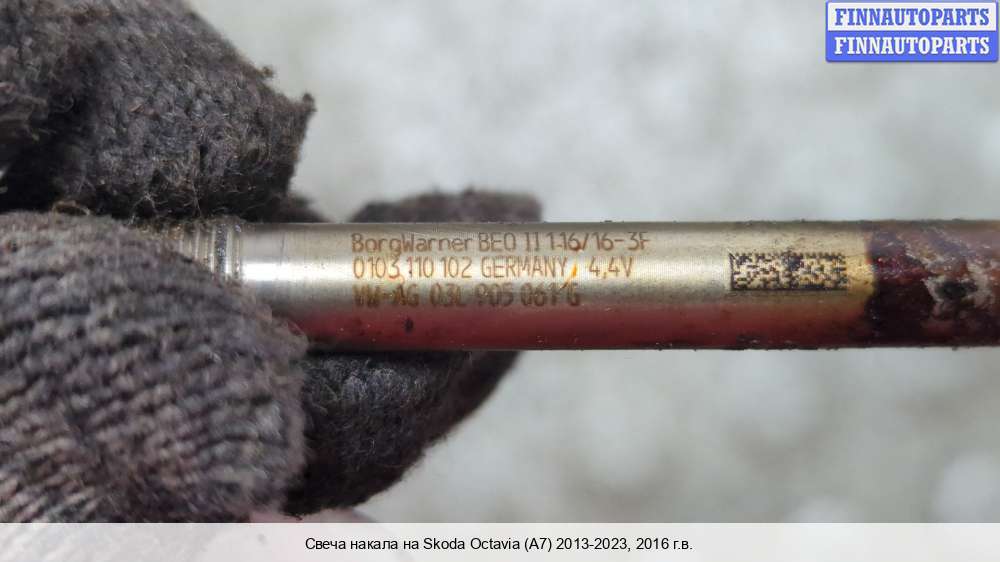 FINNAUTOPARTS
FINNAUTOPARTS
BorgWarner BEO II 1-16/16-3F
0103 110 102 GERMANY 4,4V
VW-AG 03L 905 061 G
Свеча накала на Skoda Octavia (A7) 2013-2023, 2016 г.в.